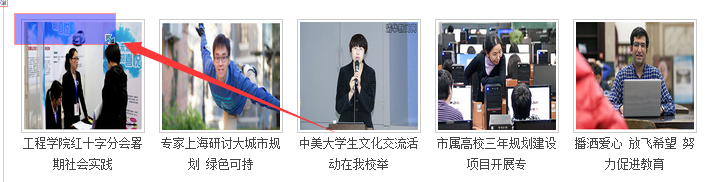 工程学院红十字分会暑
期社会实践
专家上海研讨大城市规
划 绿色可持
中美大学生文化交流活
动在我校举
市属高校三年规划建设
项目开展专
播洒爱心 放飞希望 努
力促进教育